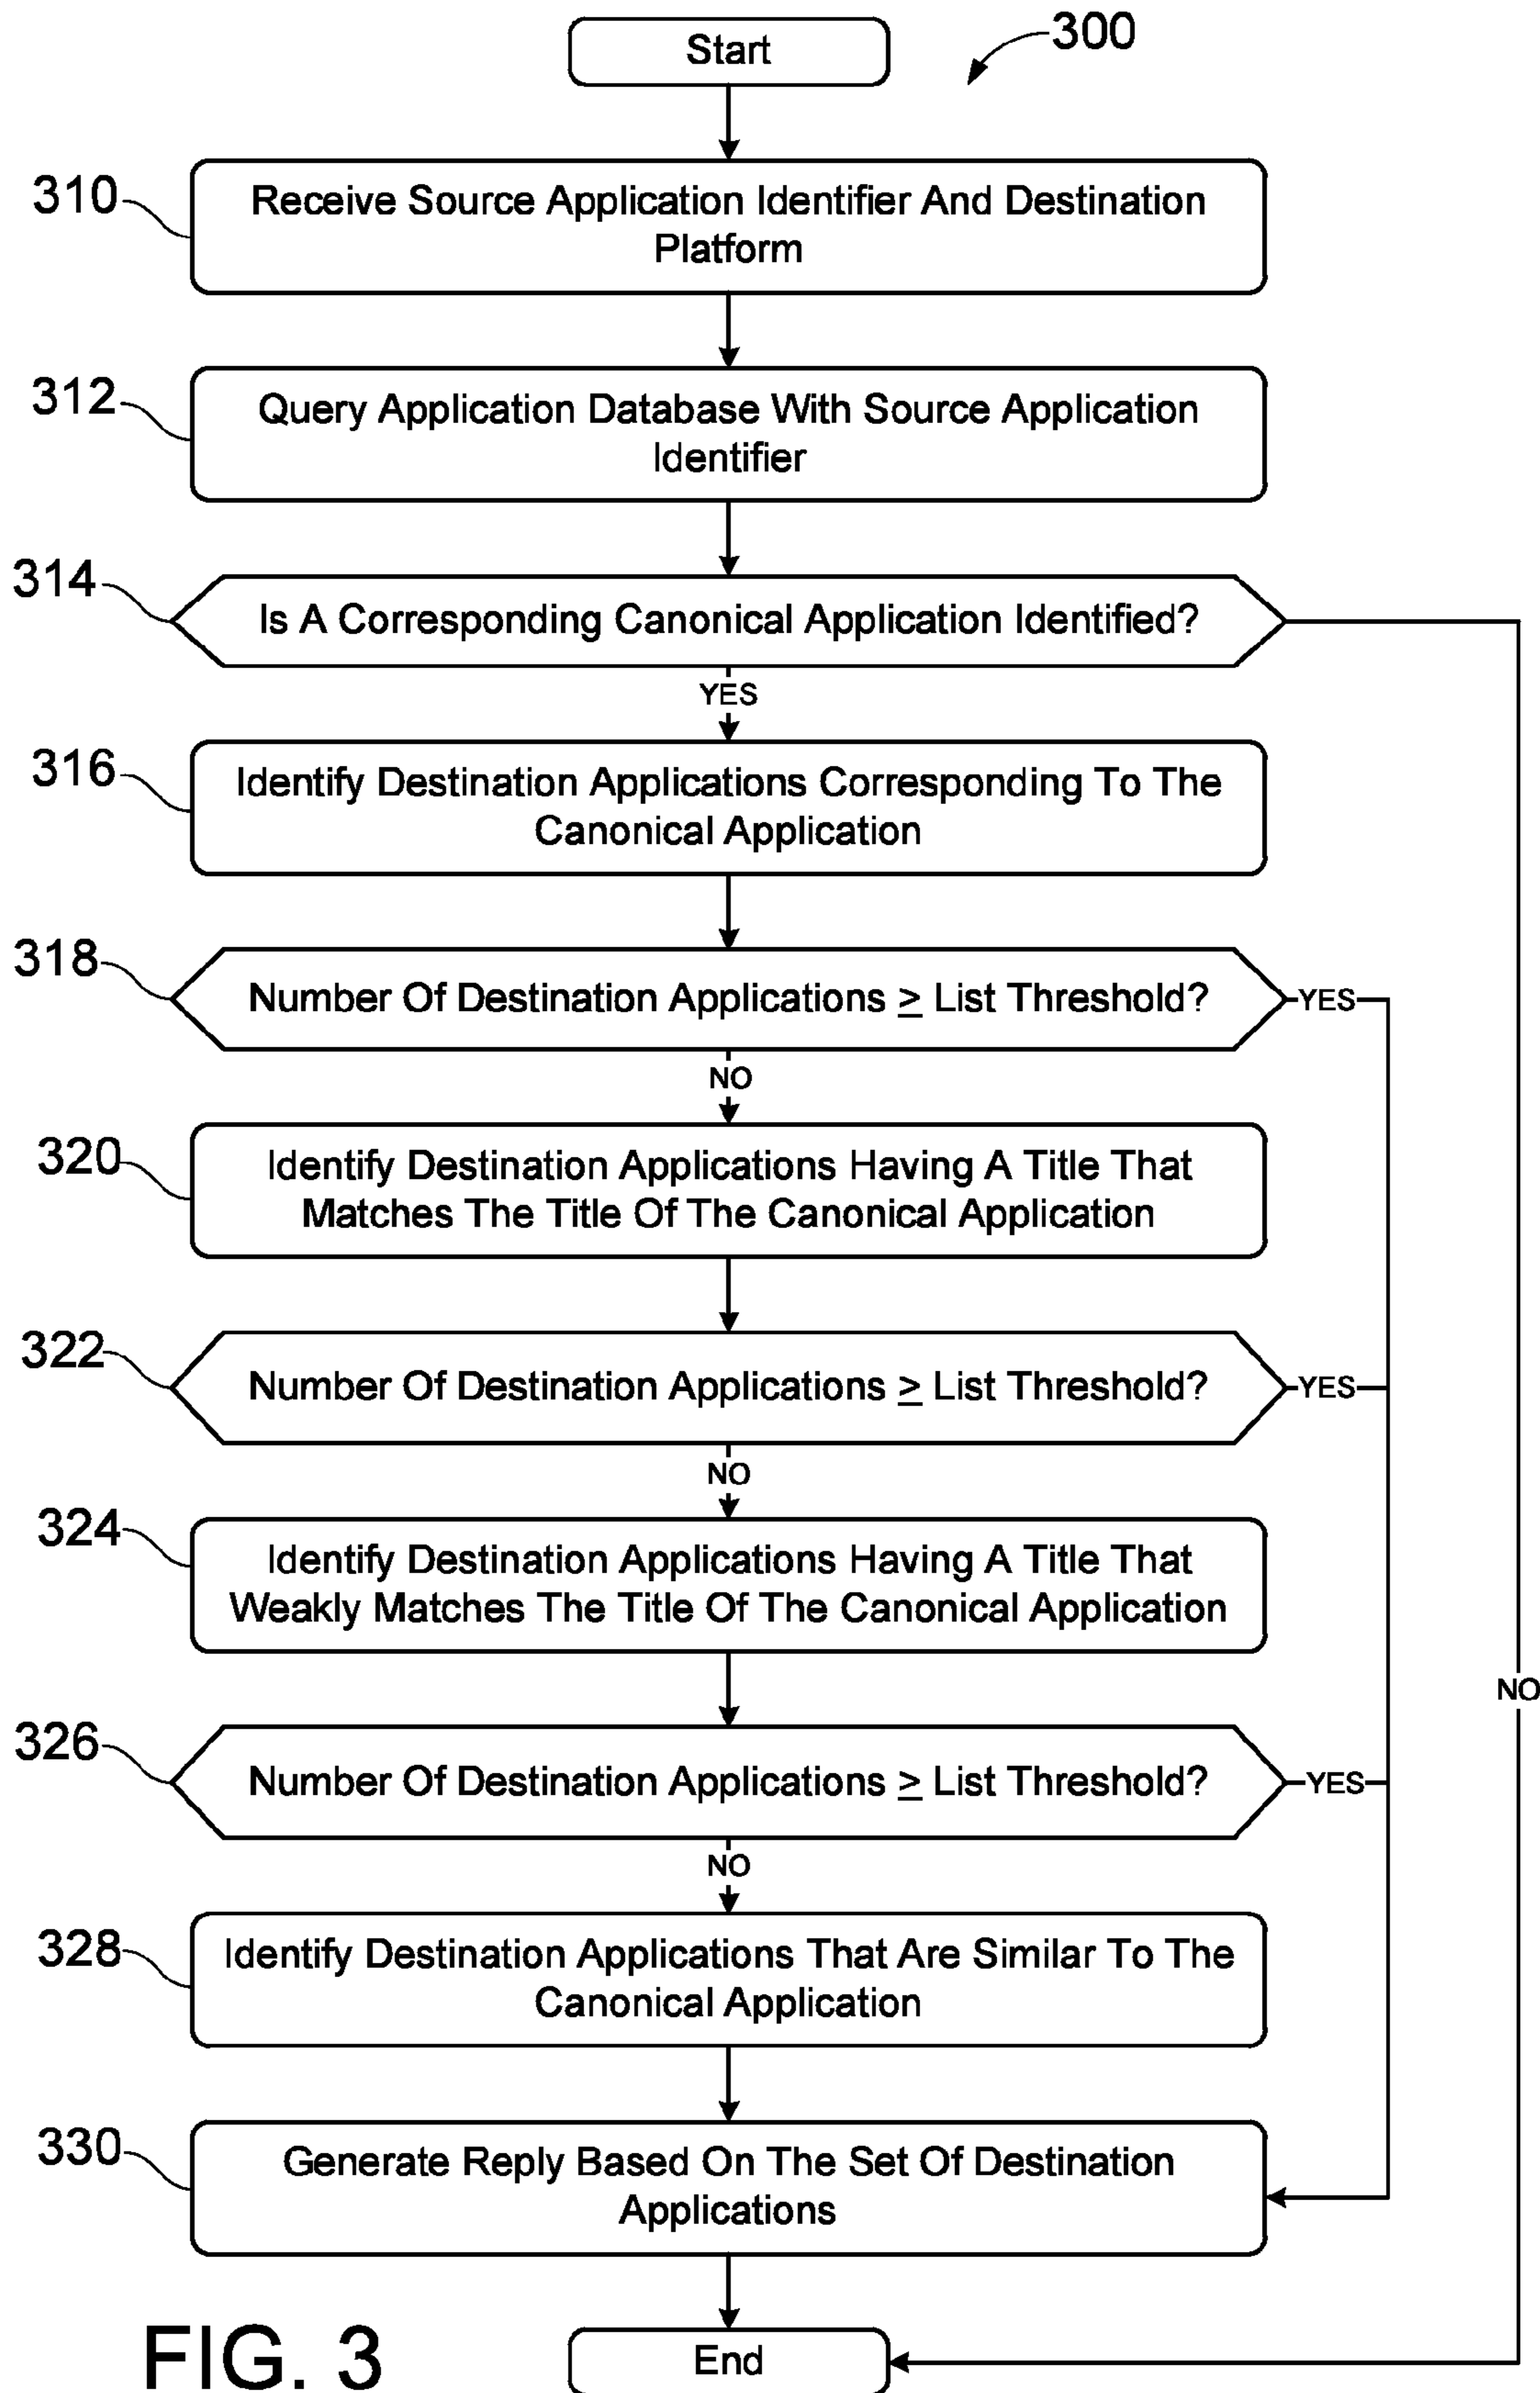 Start
300
310
Receive Source Application Identifier And Destination
Platform
312
Query Application Database With Source Application
Identifier
314
Is A Corresponding Canonical Application Identified?
YES
316
Identify Destination Applications Corresponding To The
Canonical Application
318
Number Of Destination Applications ≥ List Threshold?
YES
NO
320
Identify Destination Applications Having A Title That
Matches The Title Of The Canonical Application
322
Number Of Destination Applications ≥ List Threshold?
YES
NO
324
Identify Destination Applications Having A Title That
Weakly Matches The Title Of The Canonical Application
NO
326
Number Of Destination Applications ≥ List Threshold?
YES
NO
328
Identify Destination Applications That Are Similar To The
Canonical Application
330
Generate Reply Based On The Set Of Destination
Applications
FIG. 3
End